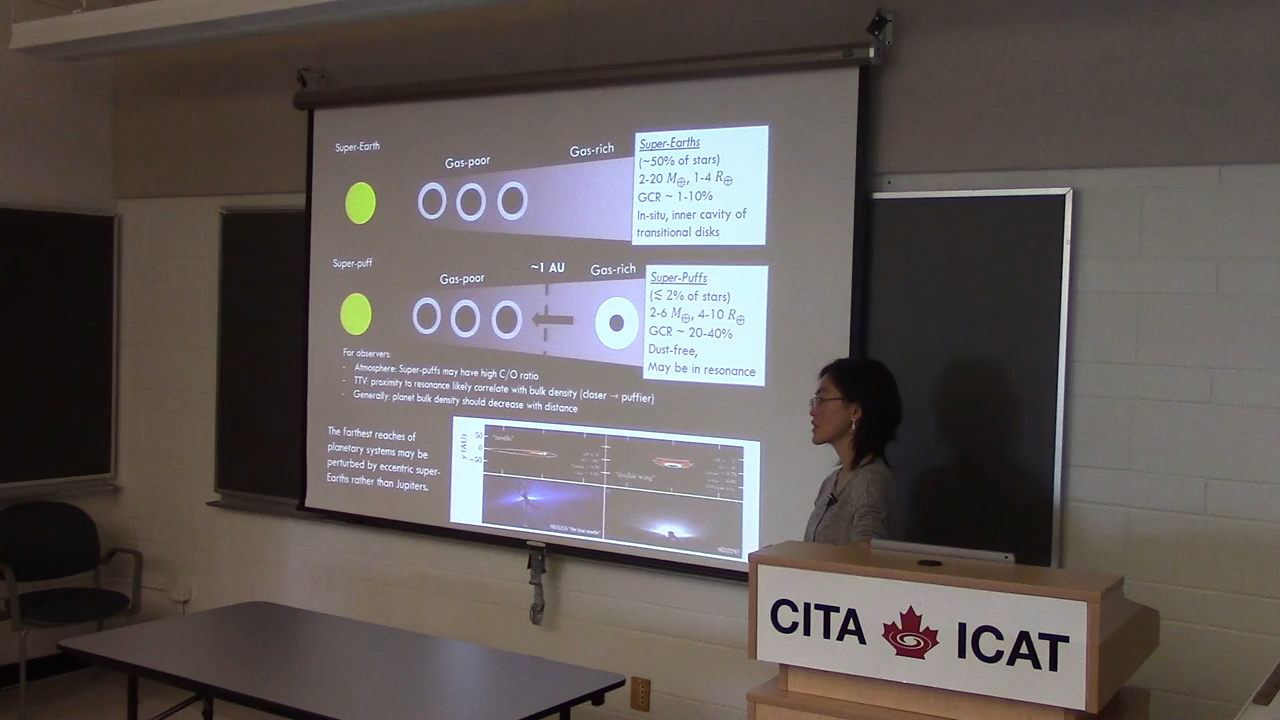 Super-Earth
Gas-poor
Gas-rich
Super-Earths
(~50% of stars)
2-20 M⊕, 1-4 R⊕
GCR ~ 1-10%
In-situ, inner cavity of
transitional disks
Super-puff
Gas-poor
~1 AU
Gas-rich
Super-Puffs
(≲ 2% of stars)
2-6 M⊕, 4-10 R⊕
GCR ~ 20-40%
Dust-free,
May be in resonance
For observers:
- Atmosphere: Super-puffs may have high C/O ratio
- TTV: proximity to resonance likely correlate with bulk density (closer → puffier)
- Generally: planet bulk density should decrease with distance
The farthest reaches of
planetary systems may be
perturbed by eccentric super-
Earths rather than Jupiters.
y (AU)
50
0
−50
"needle"
"double wing"
CITA ICAT